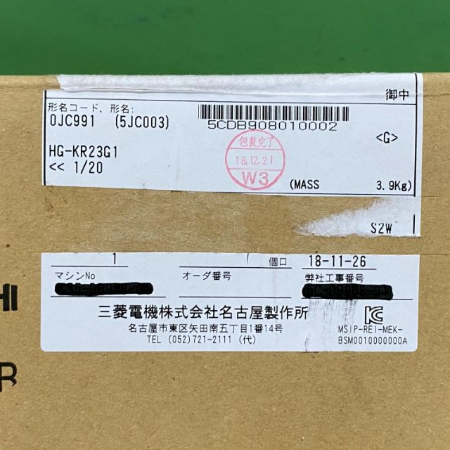 御中
形名コード、形名:
0JC991 (5JC003)
5CDB908010002
<G>
HG-KR23G1
<< 1/20
包装完了
18.12.21
W3
(MASS 3.9Kg)
S2W
1 個口 18-11-26
マシンNo オーダ番号 弊社工事番号
三菱電機株式会社名古屋製作所
名古屋市東区矢田南五丁目1番14号
TEL (052)721-2111 (代)
MSIP-REI-MEK-
BSM0010000000A
HI
R